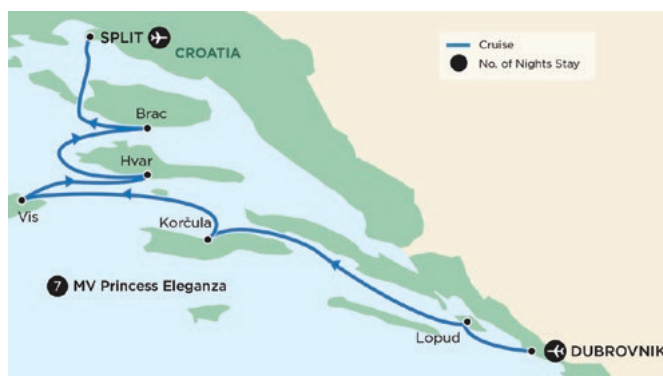 SPLIT
CROATIA
Cruise
No. of Nights Stay
Brac
Hvar
Vis
Korčula
7 MV Princess Eleganza
Lopud
DUBROVNIK